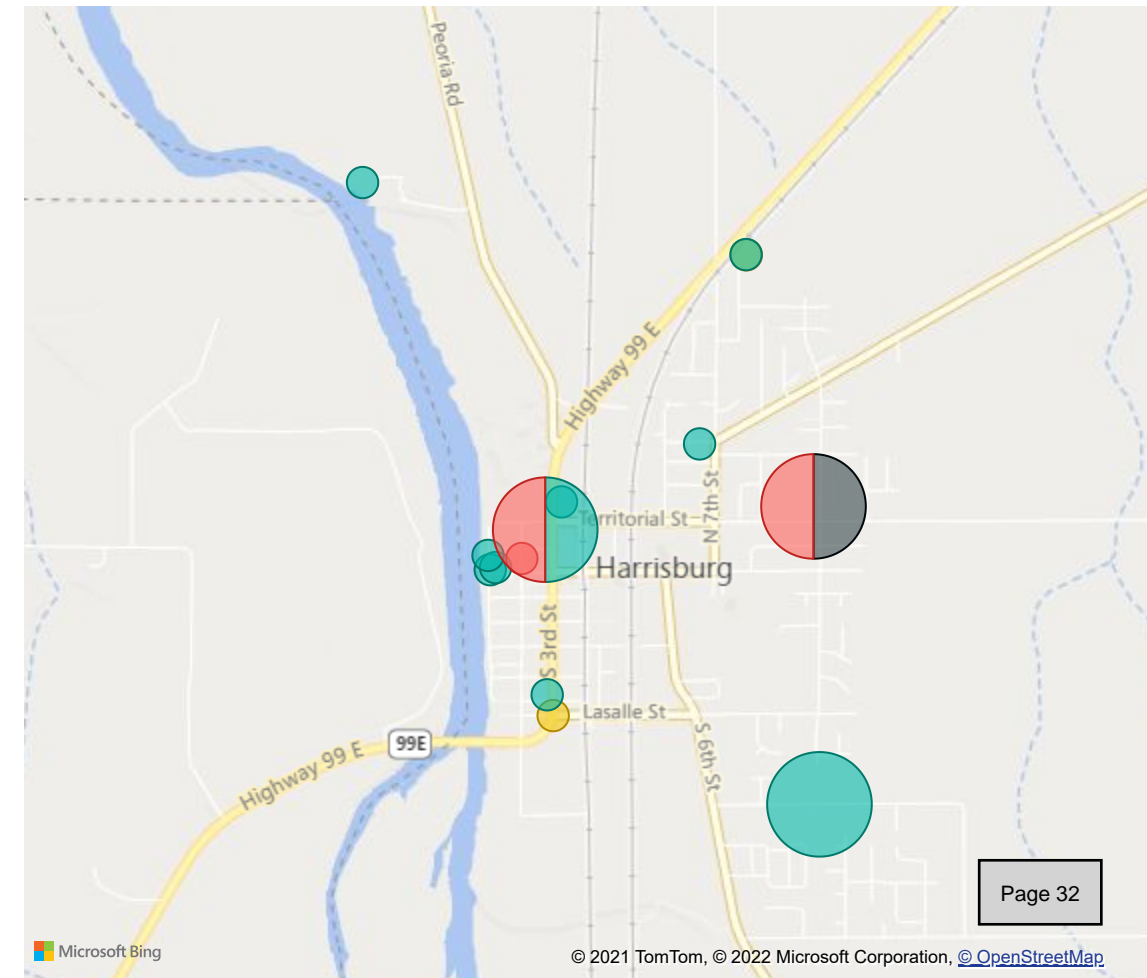 Peoria Rd
Highway 99 E
N 7th St
Territorial St
Harrisburg
S 3rd St
Lasalle St
S 6th St
99E
Highway 99 E
Page 32
Microsoft Bing
© 2021 TomTom, © 2022 Microsoft Corporation, © OpenStreetMap